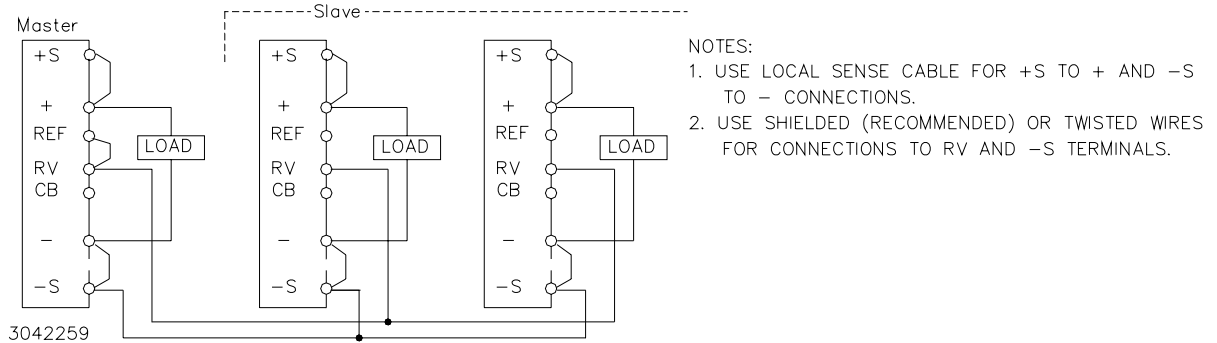 Slave
Master
+S
+
REF
RV
CB
−
−S
LOAD
+S
+
REF
RV
CB
−
−S
LOAD
+S
+
REF
RV
CB
−
−S
LOAD
3042259
NOTES:
1. USE LOCAL SENSE CABLE FOR +S TO + AND −S
TO − CONNECTIONS.
2. USE SHIELDED (RECOMMENDED) OR TWISTED WIRES
FOR CONNECTIONS TO RV AND −S TERMINALS.